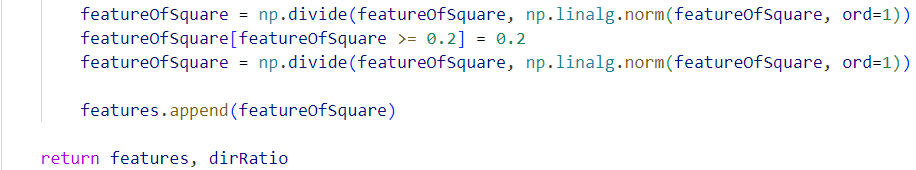 featureOfSquare = np.divide(featureOfSquare, np.linalg.norm(featureOfSquare, ord=1))
featureOfSquare[featureOfSquare >= 0.2] = 0.2
featureOfSquare = np.divide(featureOfSquare, np.linalg.norm(featureOfSquare, ord=1))
features.append(featureOfSquare)
return features, dirRatio